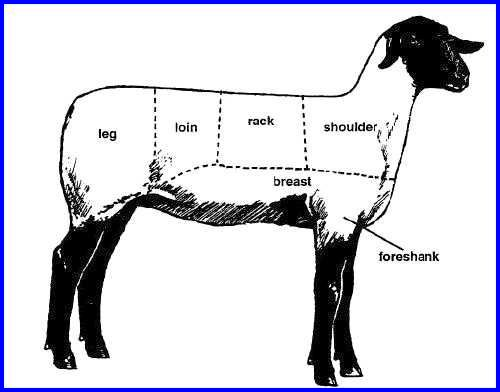 leg
loin
rack
shoulder
breast
foreshank